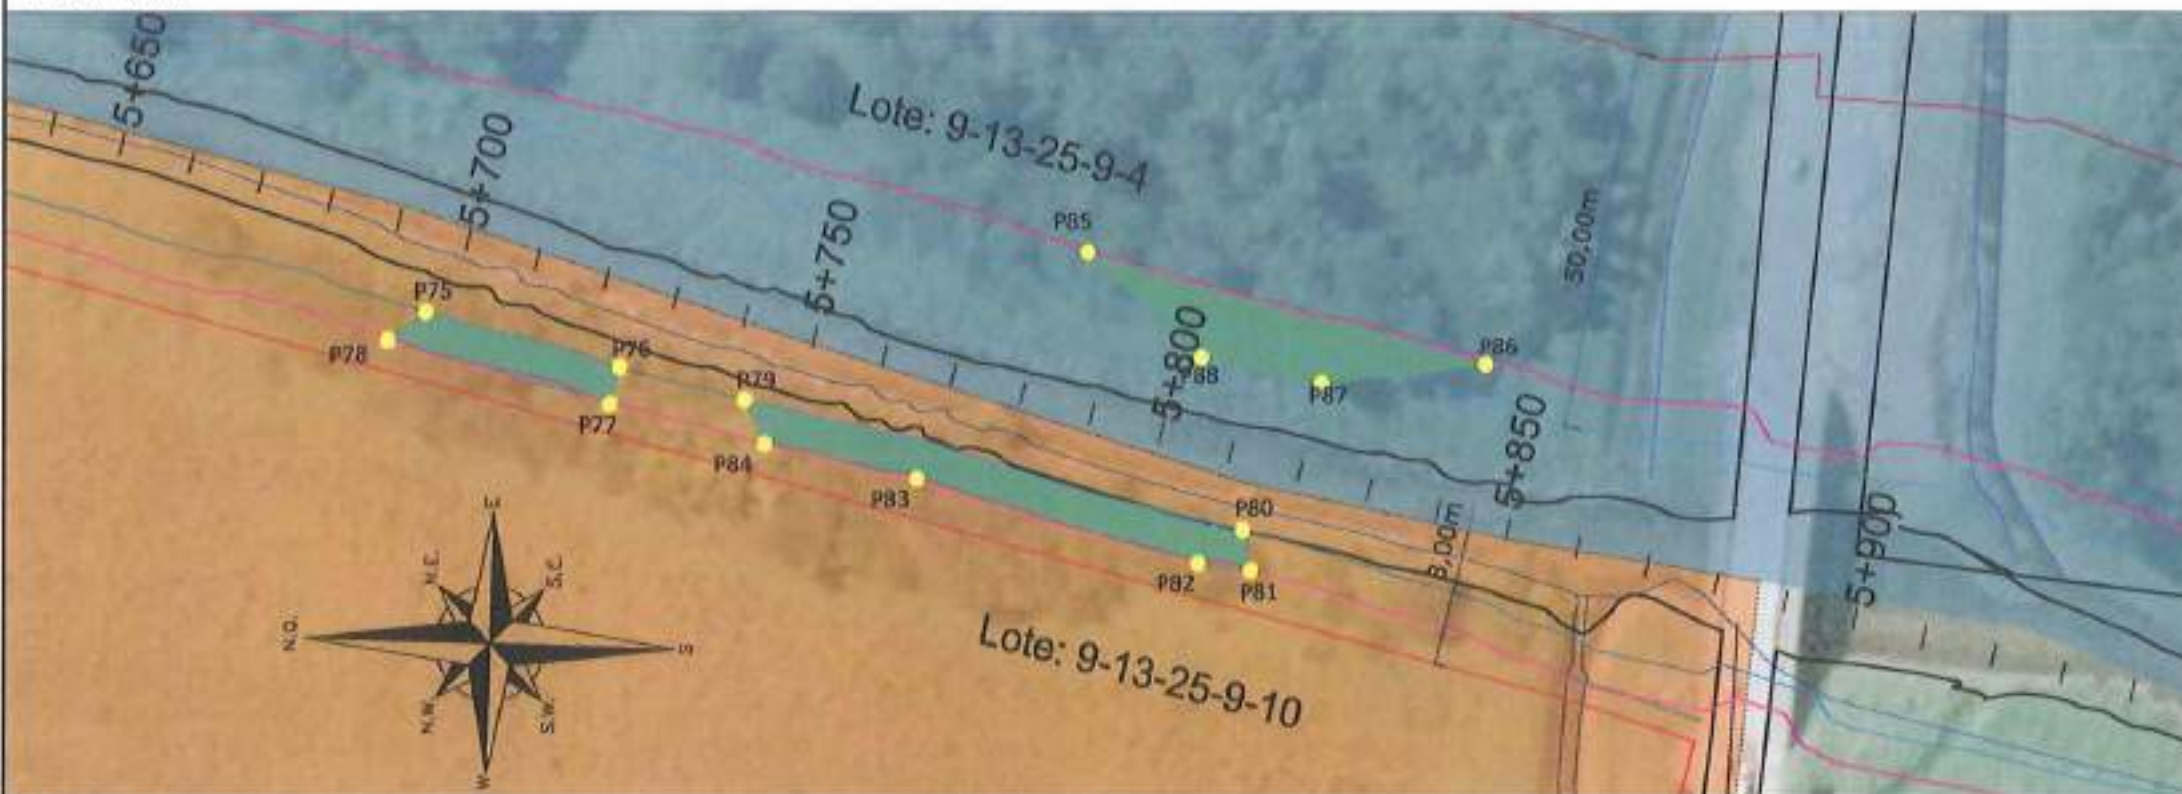 5+650
5+700
5+750
5+800
5+850
5+900
Lote: 9-13-25-9-4
P85
P86
P87
P88
50,00m
P75
P76
P77
P78
P79
P80
P81
P82
P83
P84
8,00m
Lote: 9-13-25-9-10
E
N.E.
N.O.
N.W.
W
S.W.
S